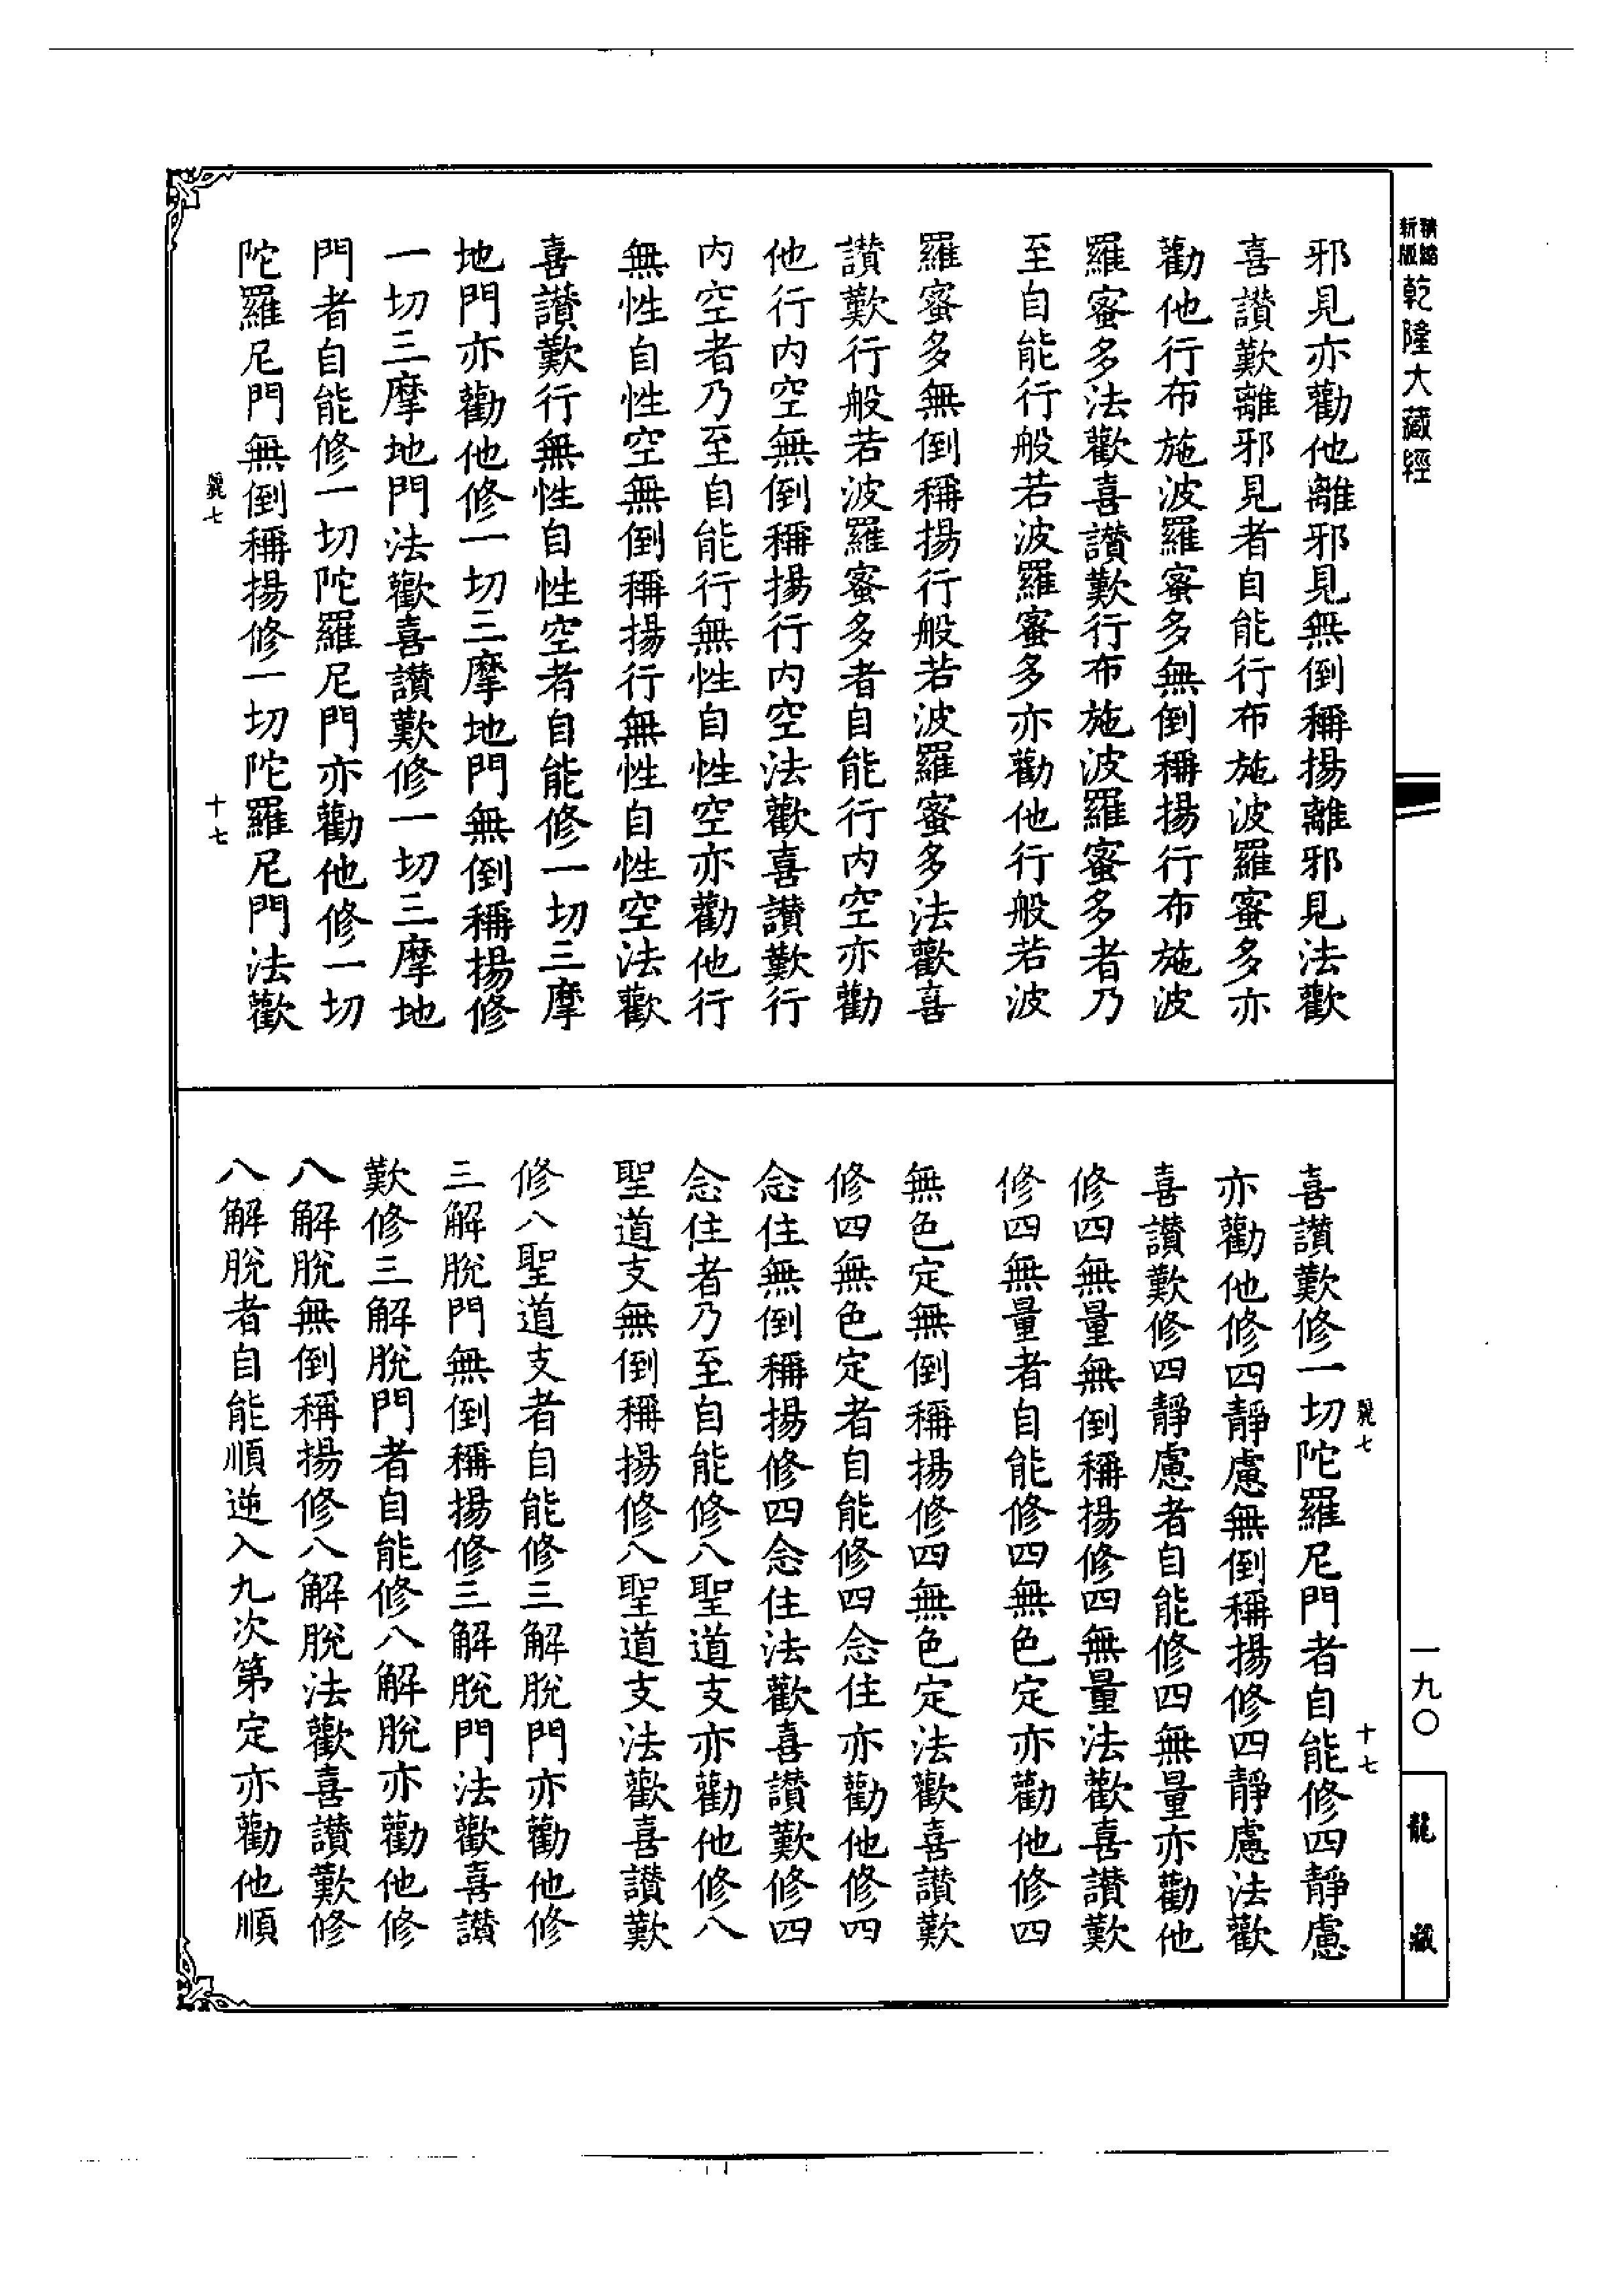 精縮
新版
乾隆大藏經
邪見亦勸他離邪見無倒稱揚離邪見法歡
喜讚歎離邪見者自能行布施波羅蜜多亦
勸他行布施波羅蜜多無倒稱揚行布施波
羅蜜多法歡喜讚歎行布施波羅蜜多者乃
至自能行般若波羅蜜多亦勸他行般若波
羅蜜多無倒稱揚行般若波羅蜜多法歡喜
讚歎行般若波羅蜜多者自能行內空亦勸
他行內空無倒稱揚行內空法歡喜讚歎行
內空者乃至自能行無性自性空亦勸他行
無性自性空無倒稱揚行無性自性空法歡
喜讚歎行無性自性空者自能修一切三摩
地門亦勸他修一切三摩地門無倒稱揚修
一切三摩地門法歡喜讚歎修一切三摩地
門者自能修一切陀羅尼門亦勸他修一切
陀羅尼門無倒稱揚修一切陀羅尼門法歡
麗七
十七
麗七
十七
喜讚歎修一切陀羅尼門者自能修四靜慮
亦勸他修四靜慮無倒稱揚修四靜慮法歡
喜讚歎修四靜慮者自能修四無量亦勸他
修四無量無倒稱揚修四無量法歡喜讚歎
修四無量者自能修四無色定亦勸他修四
無色定無倒稱揚修四無色定法歡喜讚歎
修四無色定者自能修四念住亦勸他修四
念住無倒稱揚修四念住法歡喜讚歎修四
念住者乃至自能修八聖道支亦勸他修八
聖道支無倒稱揚修八聖道支法歡喜讚歎
修八聖道支者自能修三解脫門亦勸他修
三解脫門無倒稱揚修三解脫門法歡喜讚
歎修三解脫門者自能修八解脫亦勸他修
八解脫無倒稱揚修八解脫法歡喜讚歎修
八解脫者自能順逆入九次第定亦勸他順
一九〇
龍藏